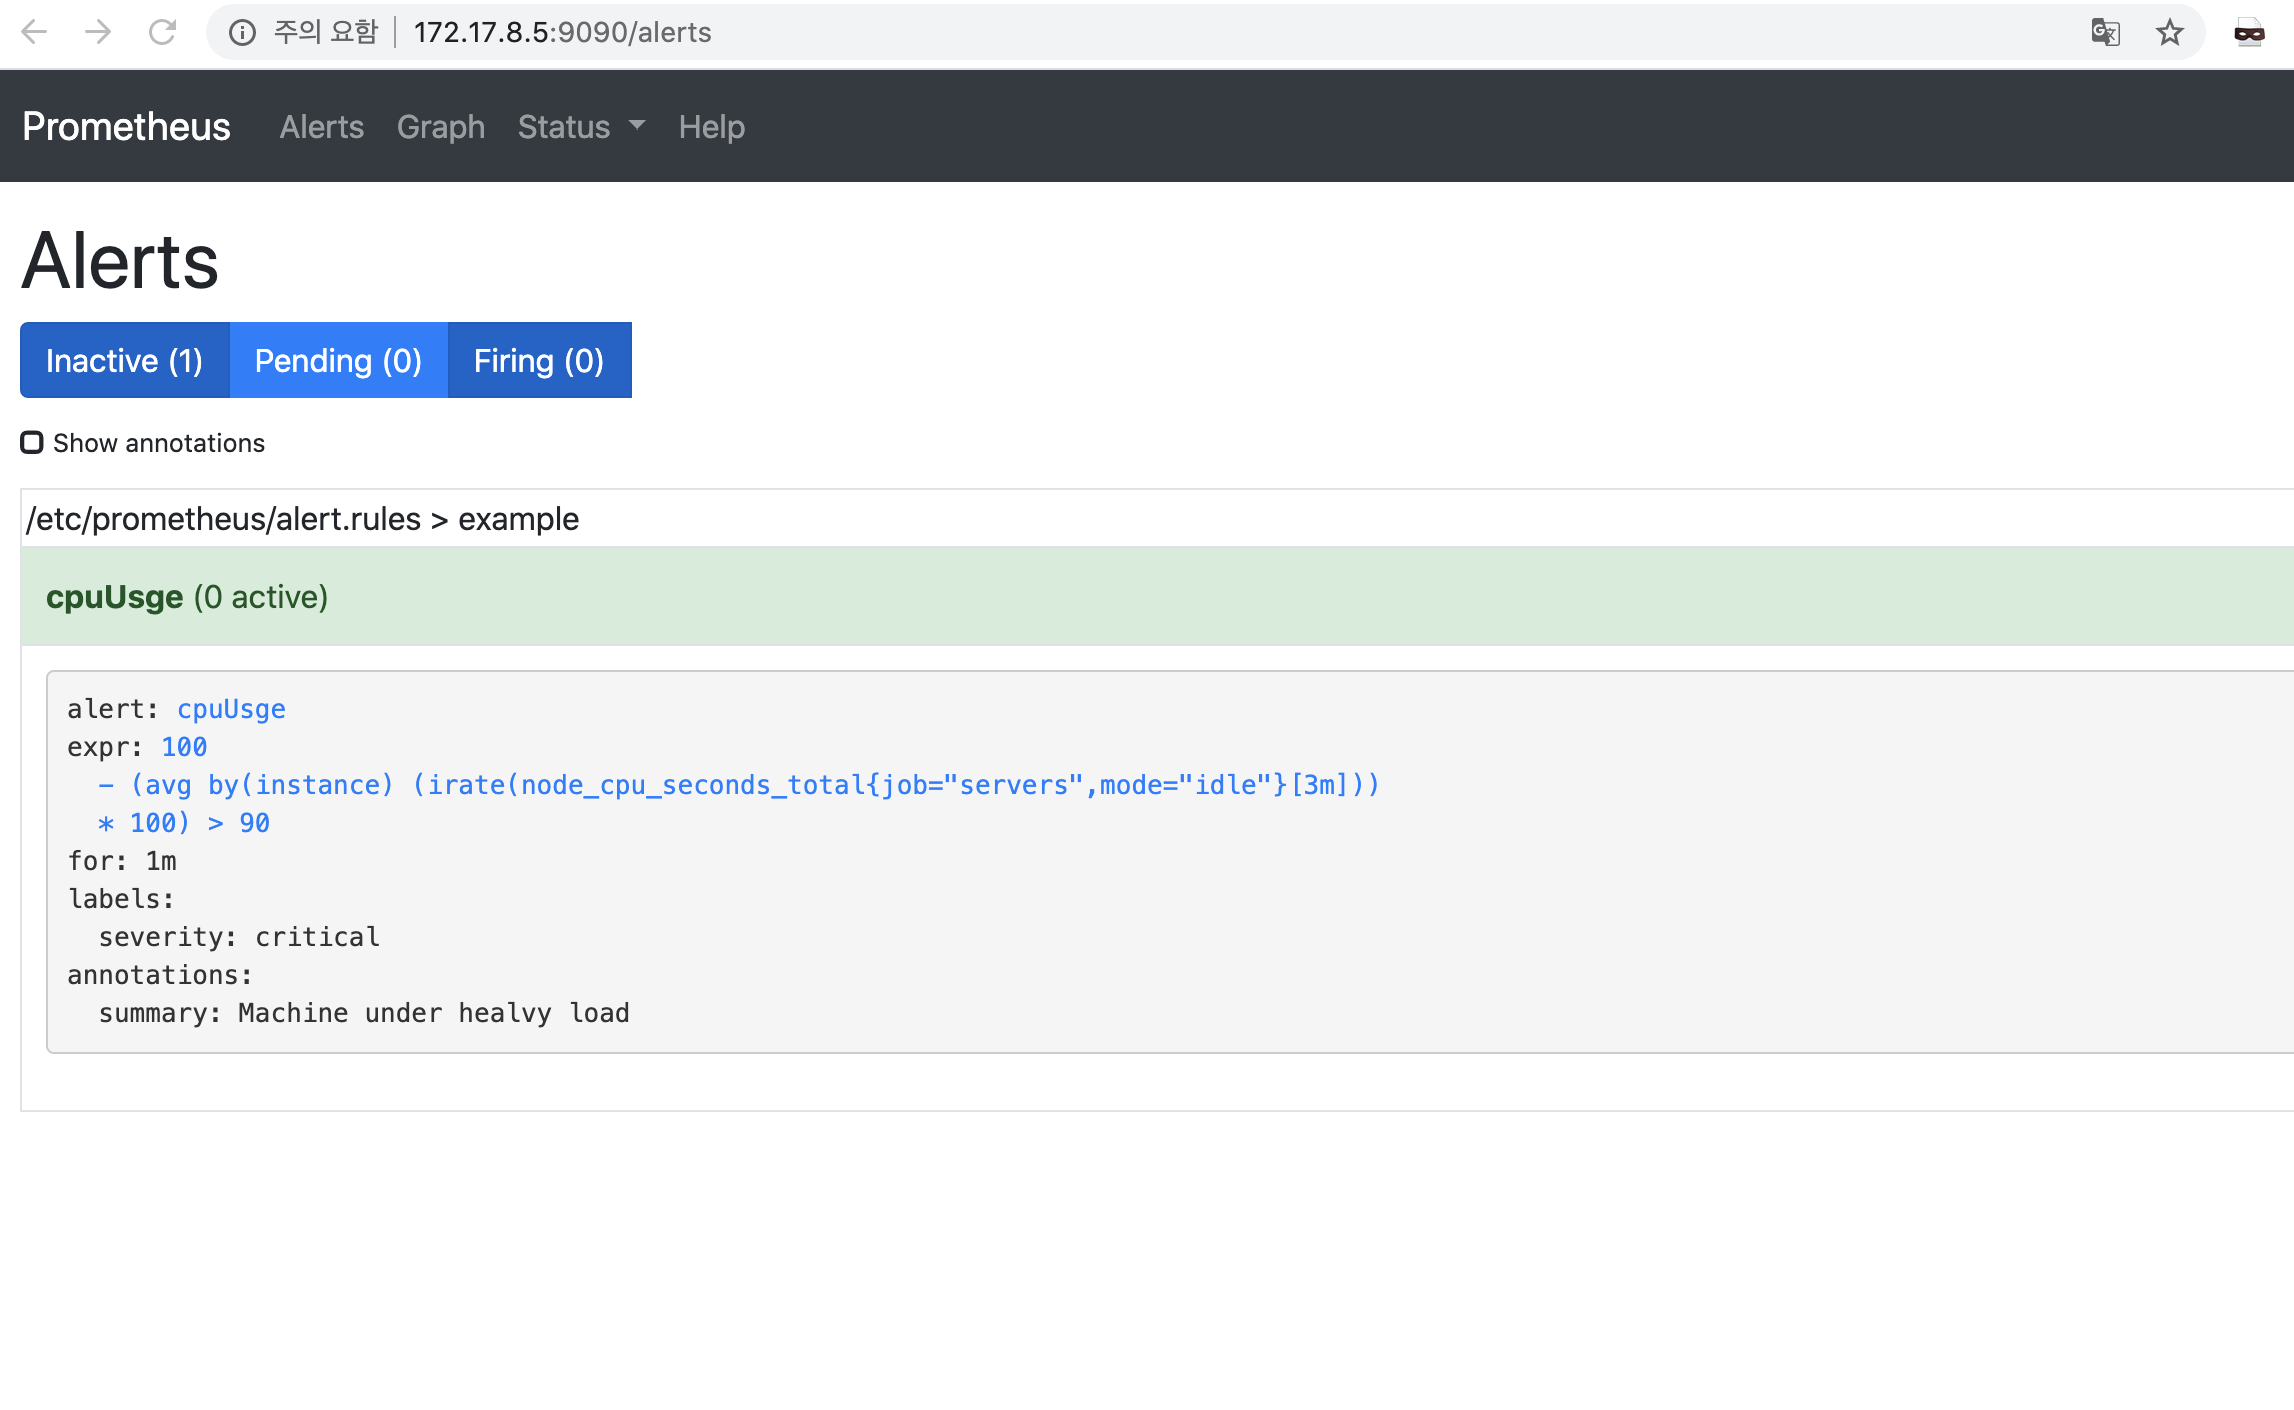 주의 요함 | 172.17.8.5:9090/alerts
Prometheus Alerts Graph Status Help
Alerts
Inactive (1) Pending (0) Firing (0)
Show annotations
/etc/prometheus/alert.rules > example
cpuUsge (0 active)
alert: cpuUsge
expr: 100
  - (avg by(instance) (irate(node_cpu_seconds_total{job="servers",mode="idle"}[3m]))
  * 100) > 90
for: 1m
labels:
  severity: critical
annotations:
  summary: Machine under healvy load